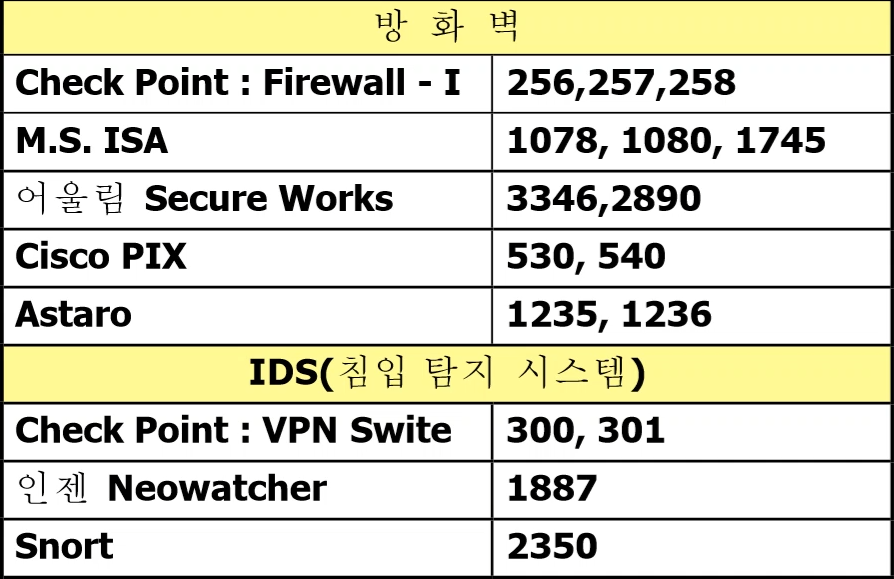 방 화 벽
Check Point : Firewall - I 256,257,258
M.S. ISA 1078, 1080, 1745
어울림 Secure Works 3346,2890
Cisco PIX 530, 540
Astaro 1235, 1236
IDS(침입 탐지 시스템)
Check Point : VPN Swite 300, 301
인젠 Neowatcher 1887
Snort 2350